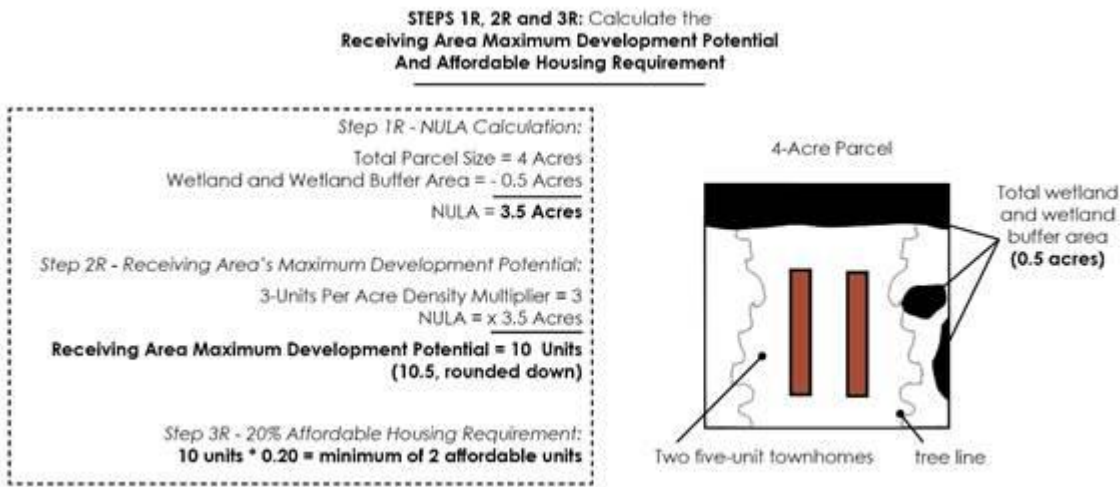 STEPS 1R, 2R and 3R: Calculate the
Receiving Area Maximum Development Potential
And Affordable Housing Requirement
Step 1R - NULA Calculation:
Total Parcel Size = 4 Acres
Wetland and Wetland Buffer Area = - 0.5 Acres
NULA = 3.5 Acres
Step 2R - Receiving Area's Maximum Development Potential:
3-Units Per Acre Density Multiplier = 3
NULA = x 3.5 Acres
Receiving Area Maximum Development Potential = 10 Units
(10.5, rounded down)
Step 3R - 20% Affordable Housing Requirement:
10 units * 0.20 = minimum of 2 affordable units
4-Acre Parcel
Total wetland
and wetland
buffer area
(0.5 acres)
Two five-unit townhomes
tree line